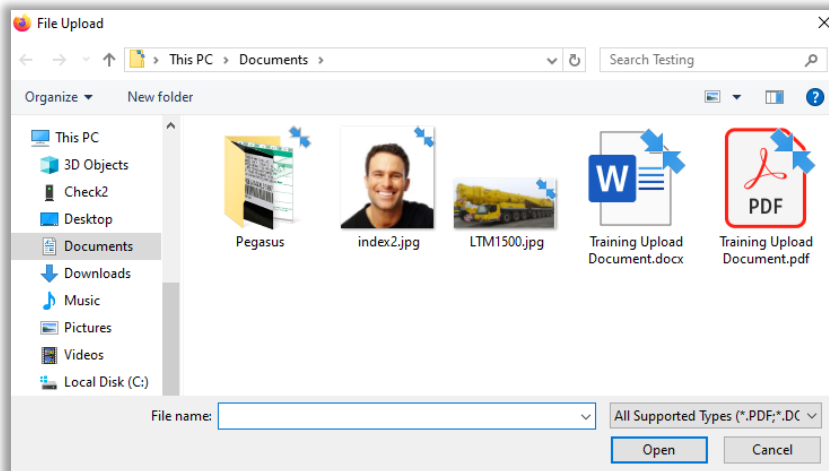 File Upload
This PC > Documents >
Search Testing
Organize
New folder
?
This PC
3D Objects
Check2
Desktop
Documents
Downloads
Music
Pictures
Videos
Local Disk (C:)
Pegasus
index2.jpg
LTM1500.jpg
W
Training Upload
Document.docx
PDF
Training Upload
Document.pdf
File name:
All Supported Types (*.PDF;*.DC
Open
Cancel